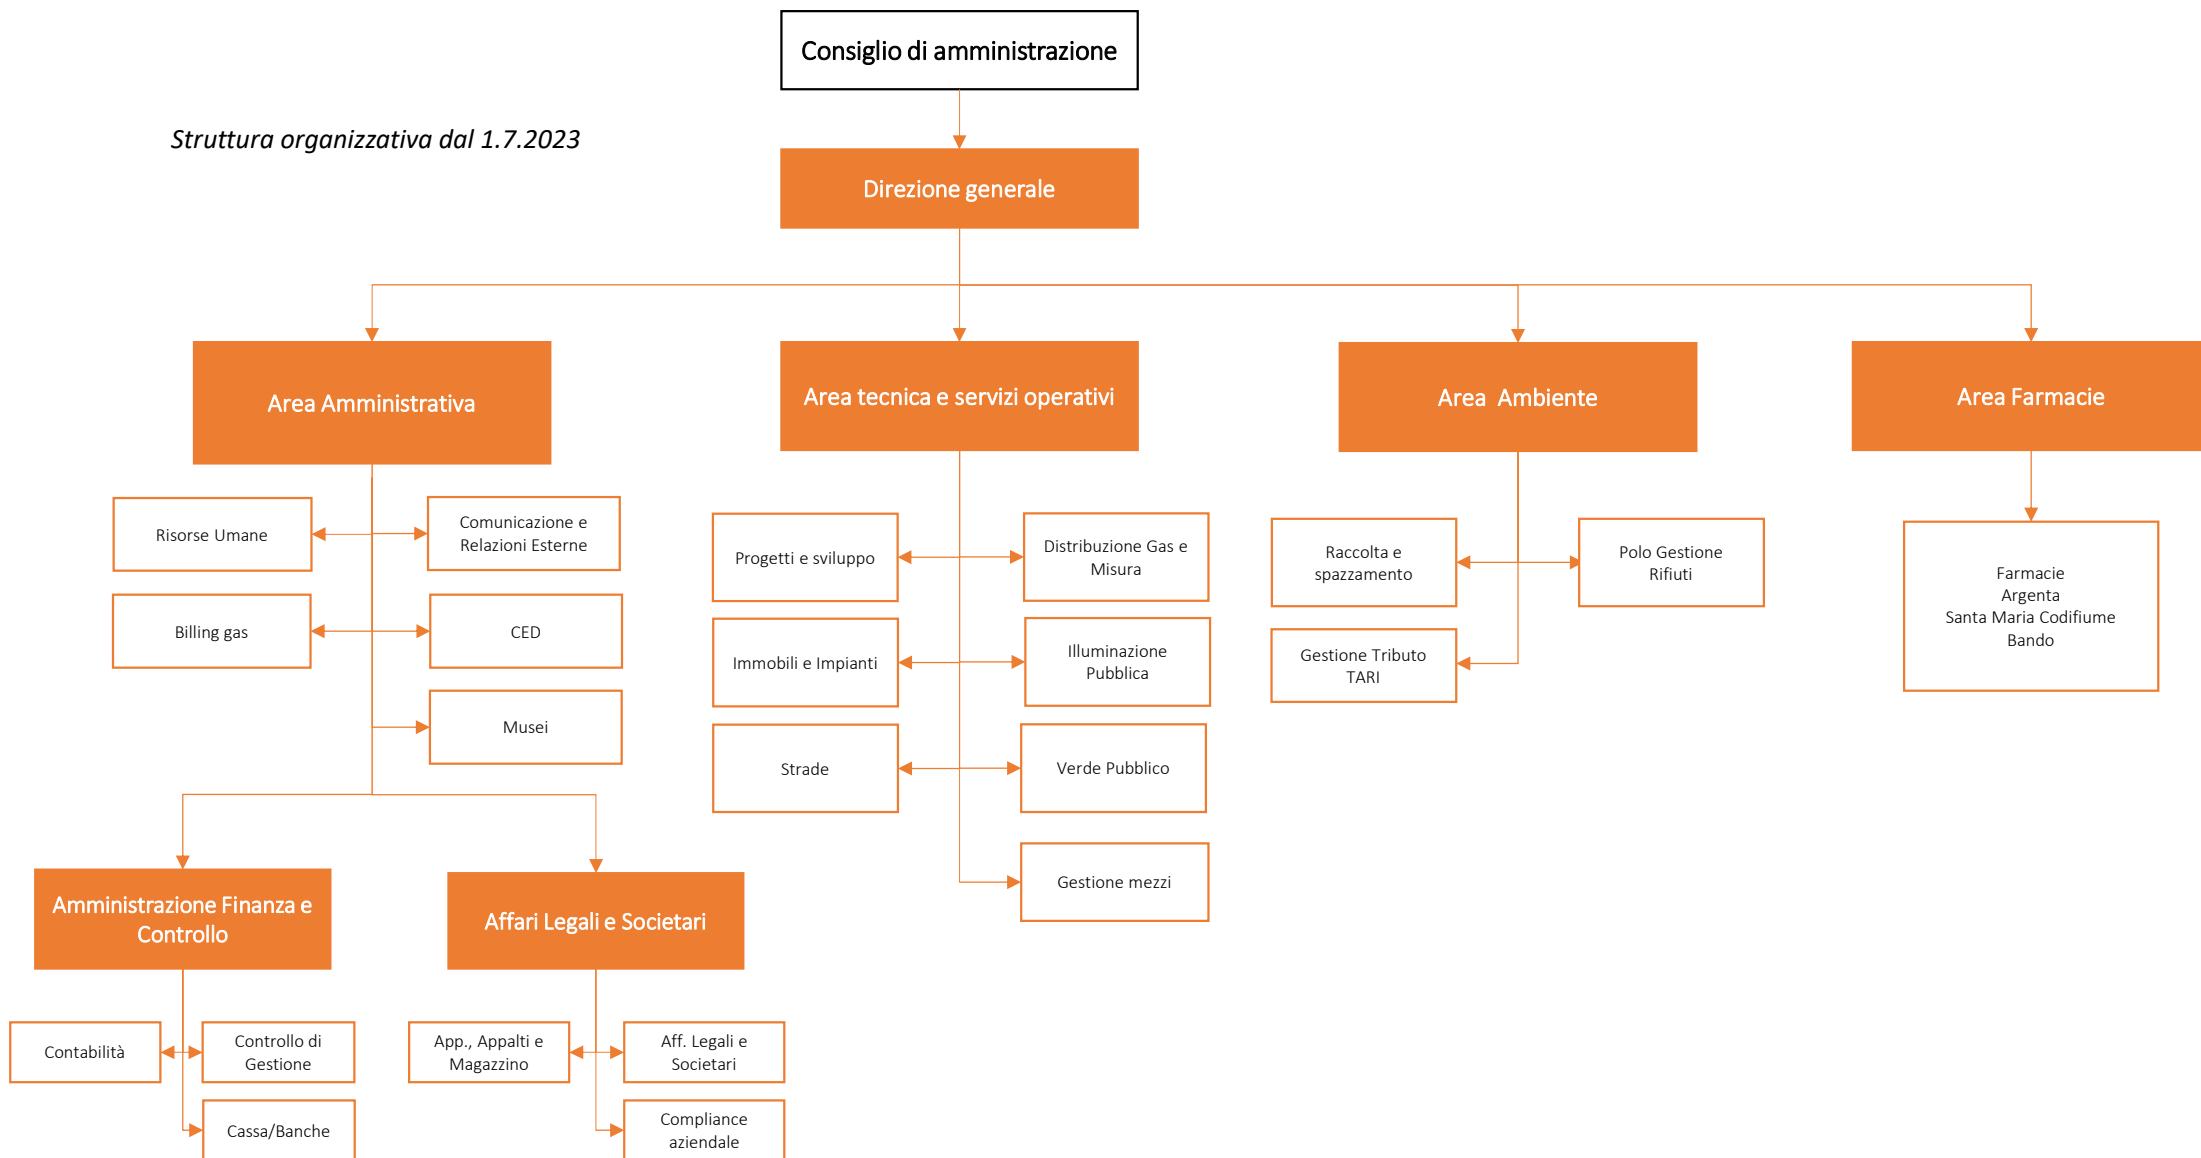 Consiglio di amministrazione
Struttura organizzativa dal 1.7.2023
Direzione generale
Area Amministrativa
Area tecnica e servizi operativi
Area Ambiente
Area Farmacie
Risorse Umane
Comunicazione e
Relazioni Esterne
Billing gas
CED
Musei
Progetti e sviluppo
Distribuzione Gas e
Misura
Immobili e Impianti
Illuminazione
Pubblica
Strade
Verde Pubblico
Gestione mezzi
Raccolta e
spazzamento
Polo Gestione
Rifiuti
Gestione Tributo
TARI
Farmacie
Argenta
Santa Maria Codifiume
Bando
Amministrazione Finanza e
Controllo
Affari Legali e Societari
Contabilità
Controllo di
Gestione
Cassa/Banche
App., Appalti e
Magazzino
Aff. Legali e
Societari
Compliance
aziendale